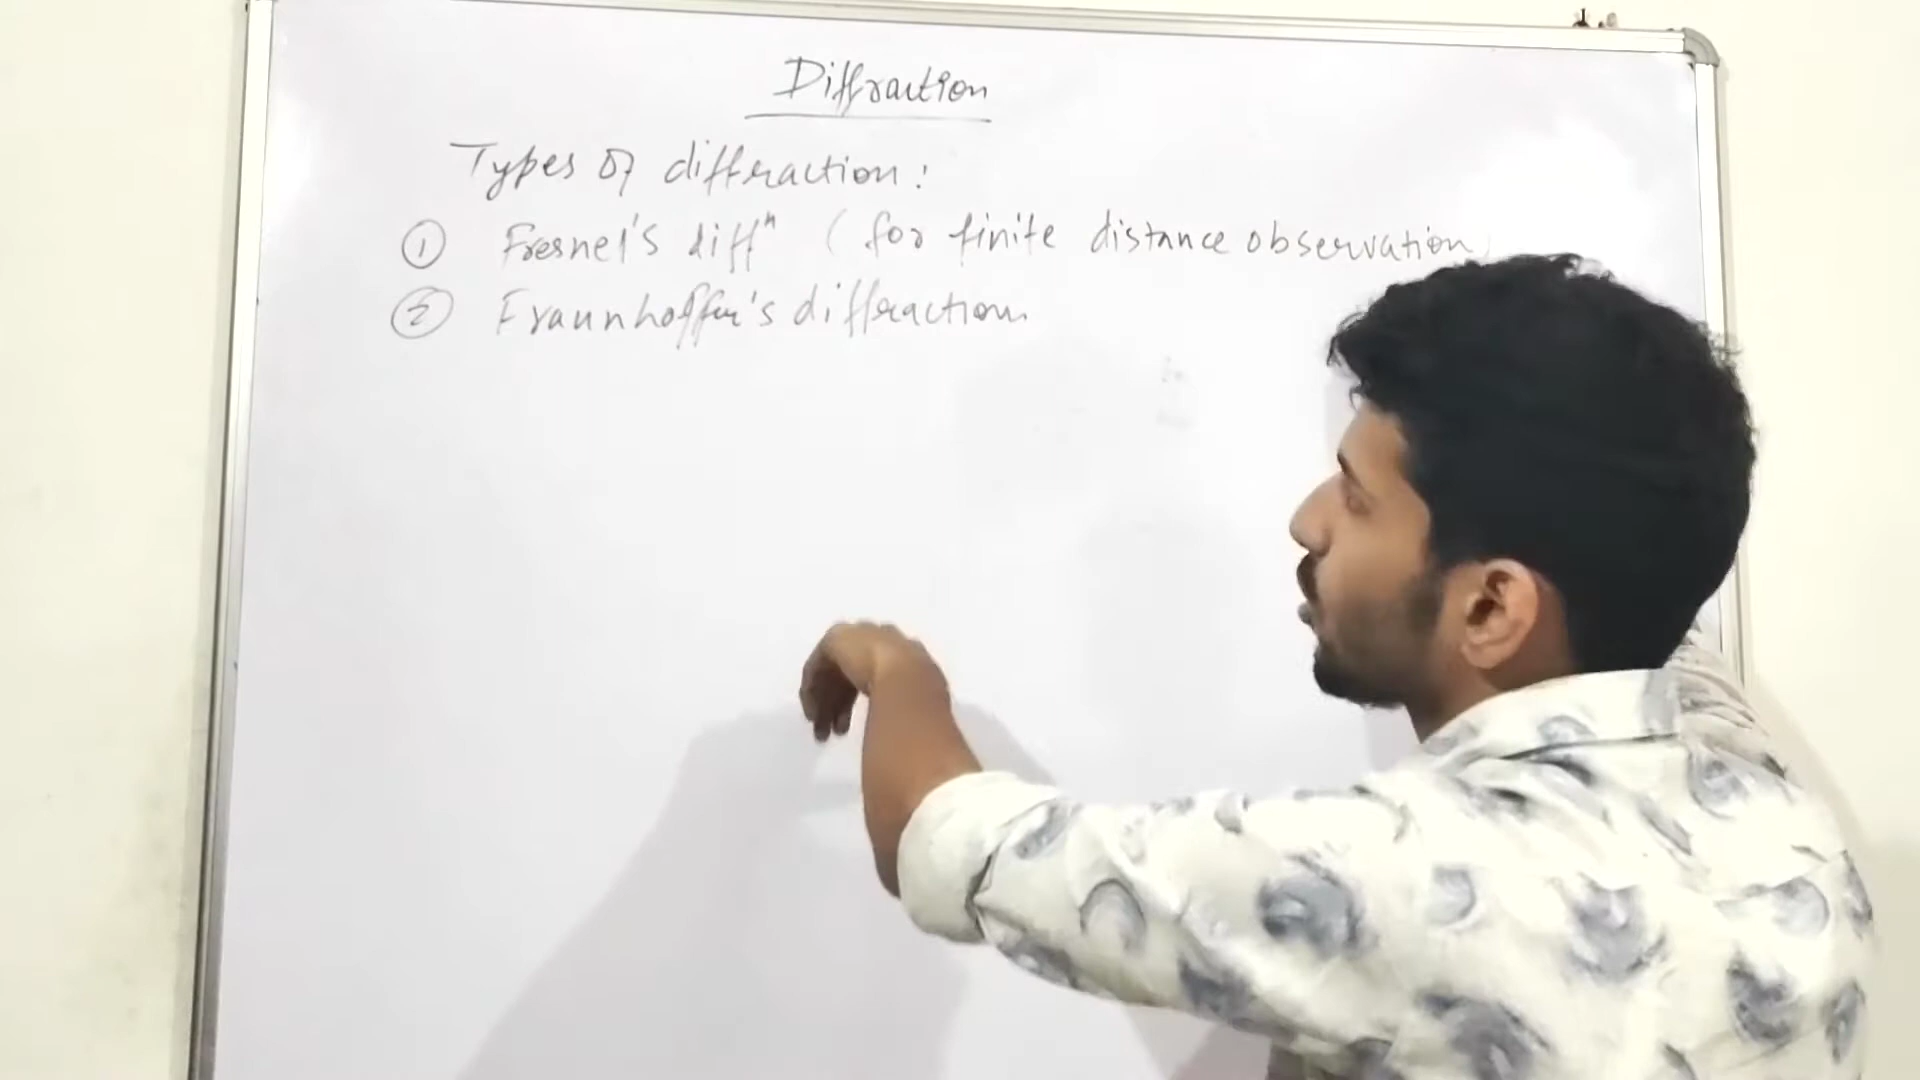 Diffraction
Types of diffraction:
① Fresnel's diffⁿ (for finite distance observation)
② Fraunhoffer's diffraction